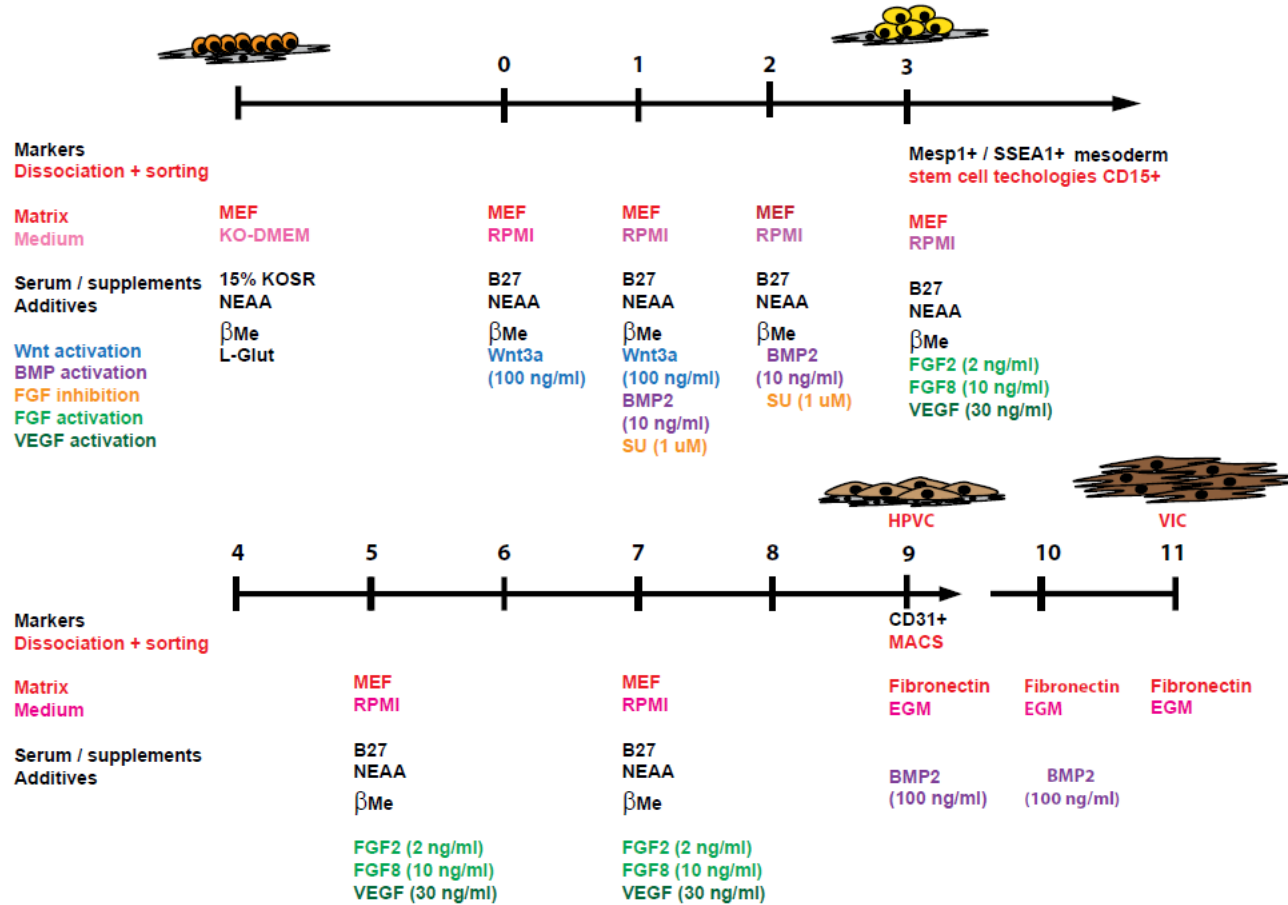 0 1 2 3
Markers
Dissociation + sorting
Mesp1+ / SSEA1+ mesoderm
stem cell techologies CD15+
Matrix
Medium
MEF
KO-DMEM
MEF
RPMI
MEF
RPMI
MEF
RPMI
MEF
RPMI
Serum / supplements
Additives
15% KOSR
NEAA
βMe
L-Glut
B27
NEAA
βMe
Wnt3a
(100 ng/ml)
B27
NEAA
βMe
Wnt3a
(100 ng/ml)
BMP2
(10 ng/ml)
SU (1 uM)
B27
NEAA
βMe
BMP2
(10 ng/ml)
SU (1 uM)
B27
NEAA
βMe
FGF2 (2 ng/ml)
FGF8 (10 ng/ml)
VEGF (30 ng/ml)
Wnt activation
BMP activation
FGF inhibition
FGF activation
VEGF activation
HPVC
VIC
4 5 6 7 8 9 10 11
Markers
Dissociation + sorting
CD31+
MACS
Matrix
Medium
MEF
RPMI
MEF
RPMI
Fibronectin
EGM
Fibronectin
EGM
Fibronectin
EGM
Serum / supplements
Additives
B27
NEAA
βMe
FGF2 (2 ng/ml)
FGF8 (10 ng/ml)
VEGF (30 ng/ml)
B27
NEAA
βMe
FGF2 (2 ng/ml)
FGF8 (10 ng/ml)
VEGF (30 ng/ml)
BMP2
(100 ng/ml)
BMP2
(100 ng/ml)